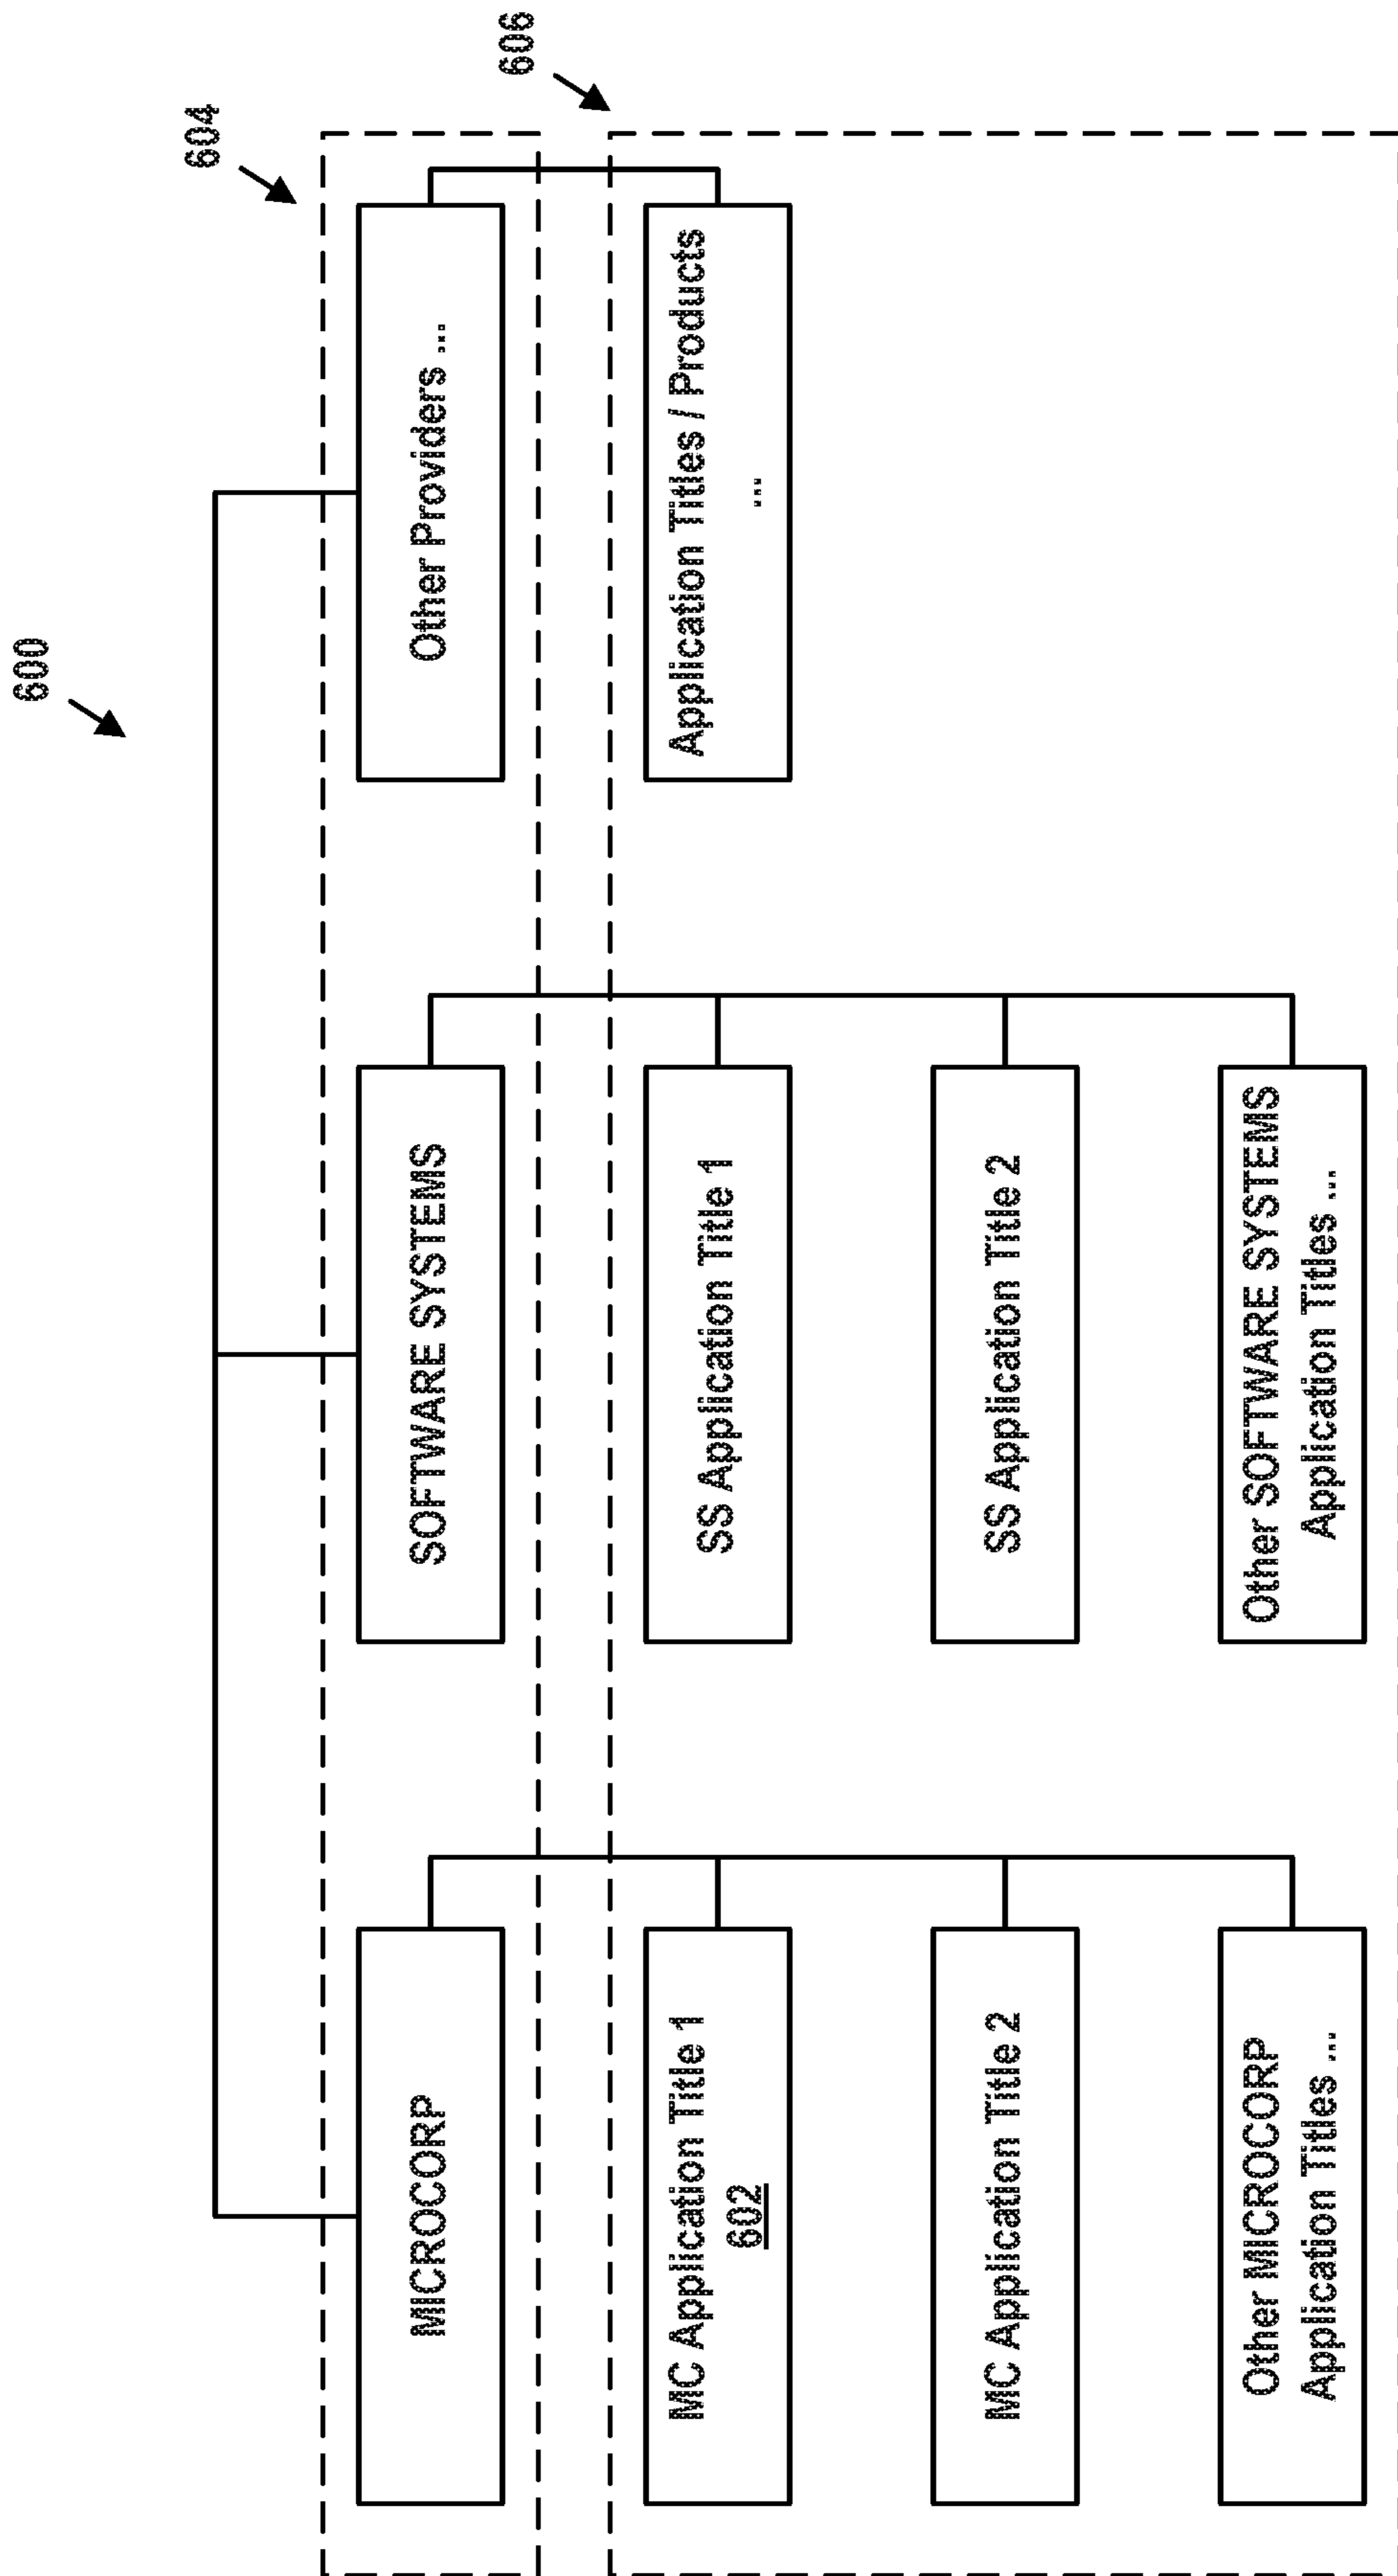 600
604
606
MICROCORP
SOFTWARE SYSTEMS
Other Providers ...
MC Application Title 1
602
SS Application Title 1
Application Titles / Products
...
MC Application Title 2
SS Application Title 2
Other MICROCORP
Application Titles ...
Other SOFTWARE SYSTEMS
Application Titles ...